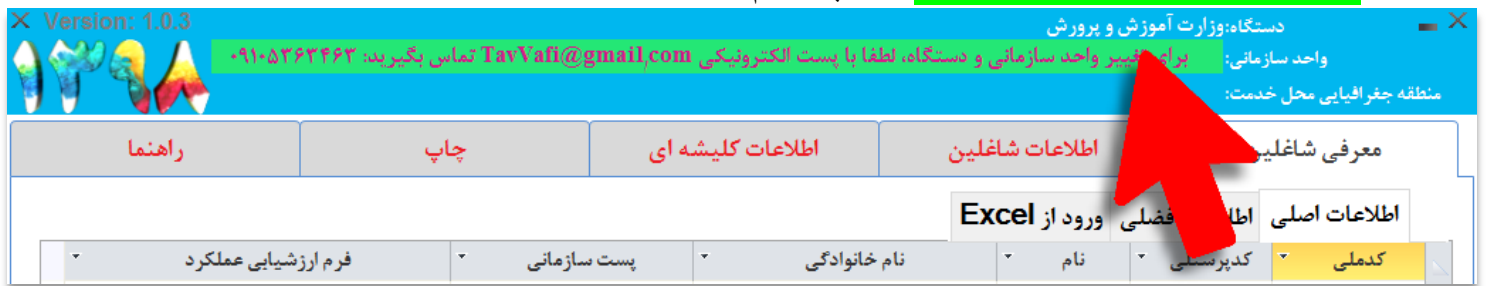 Version: 1.0.3
دستگاه:وزارت آموزش و پرورش
واحد سازمانی:
برای تغییر واحد سازمانی و دستگاه، لطفا با پست الکترونیکی TavVafi@gmail.com تماس بگیرید: ۰۹۱۰۵۳۶۳۴۶۳
منطقه جغرافیایی محل خدمت:
۱۳۹۸
معرفی شاغلین
اطلاعات شاغلین
اطلاعات کلیشه ای
چاپ
راهنما
اطلاعات اصلی
ورود از Excel
کدملی
کدپرسنلی
نام
نام خانوادگی
پست سازمانی
فرم ارزشیابی عملکرد